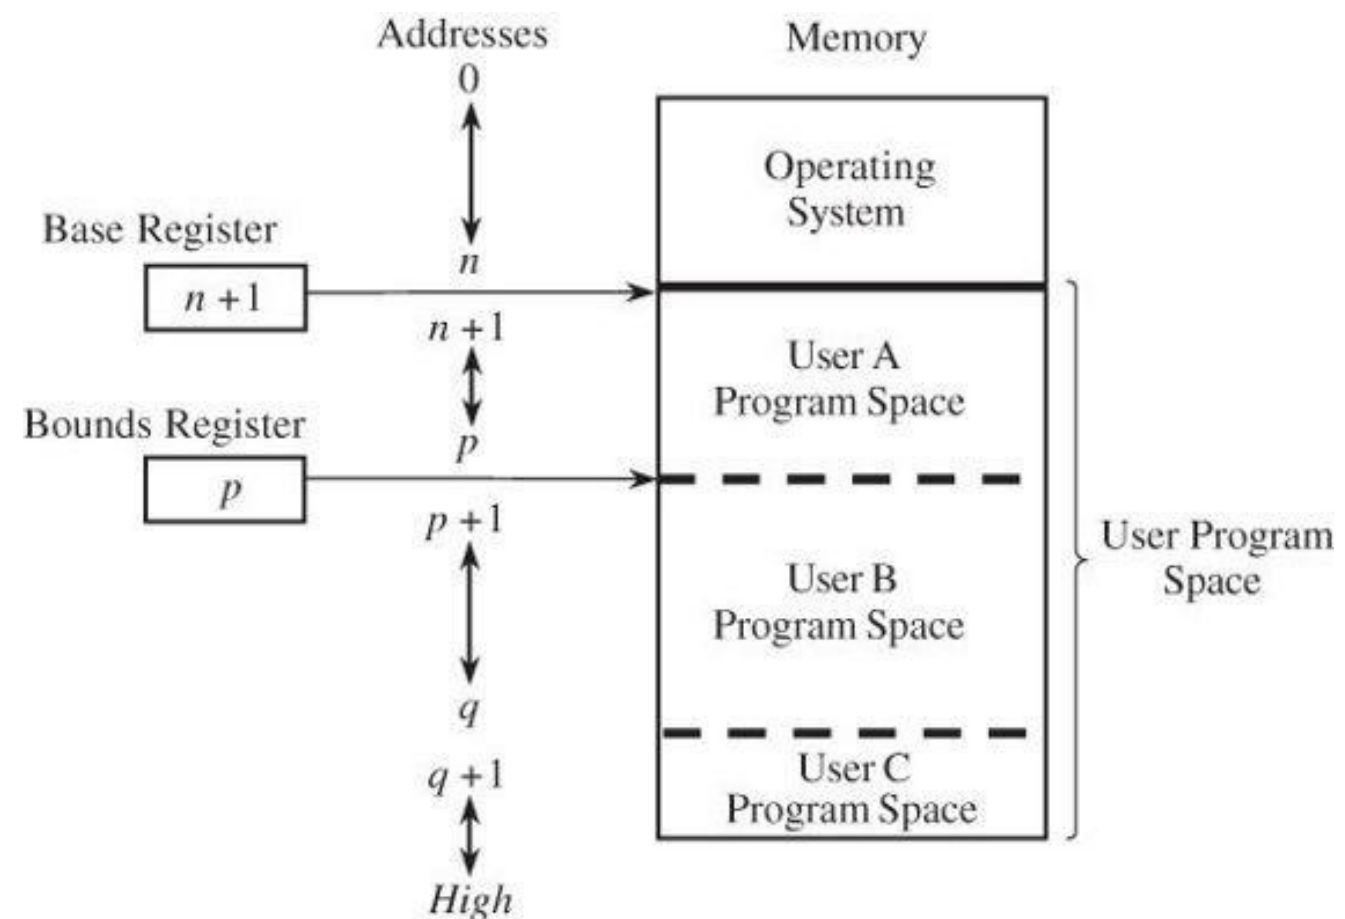 Addresses
Memory
0
Operating
System
Base Register
n
n +1
n +1
User A
Program Space
Bounds Register
p
p
p +1
User Program
Space
User B
Program Space
q
q +1
User C
Program Space
High